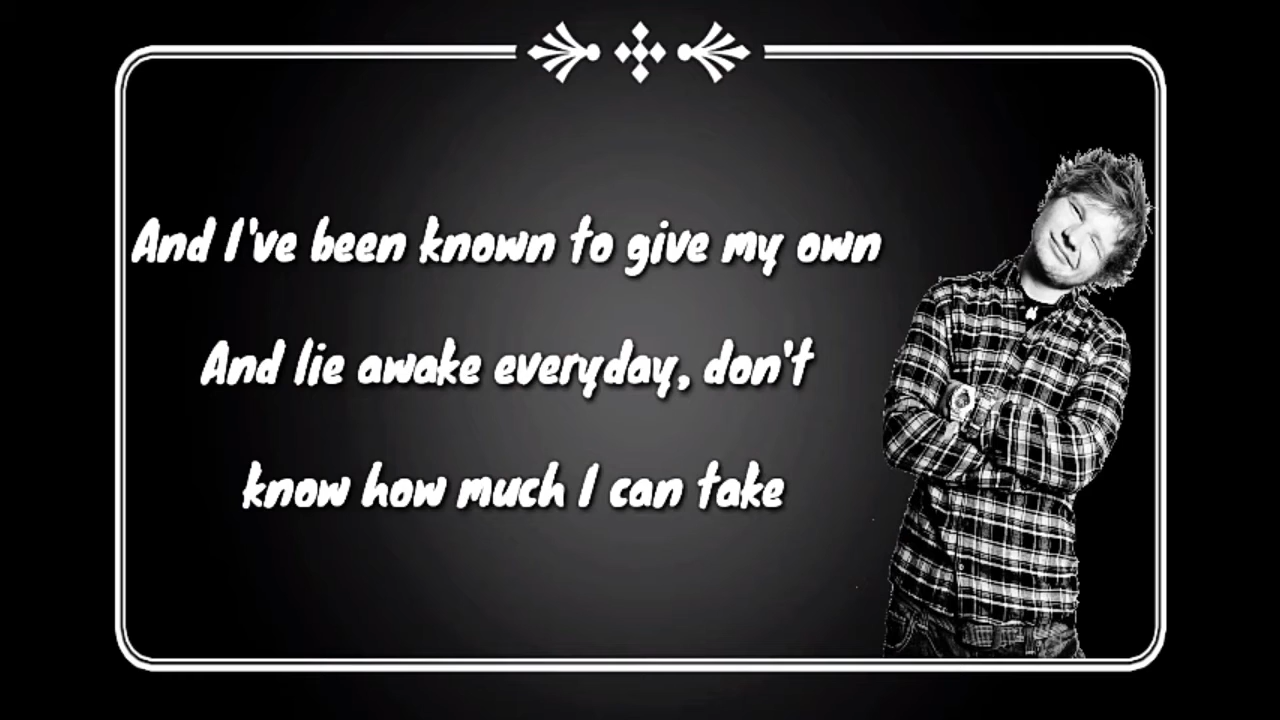 And I've been known to give my own
And lie awake everyday, don't
know how much I can take